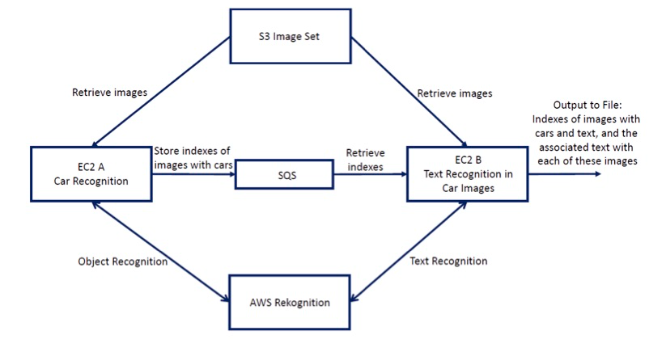 S3 Image Set
Retrieve images
Retrieve images
Output to File:
Indexes of images with
cars and text, and the
associated text with
each of these images
EC2 A
Car Recognition
Store indexes of
images with cars
SQS
Retrieve
indexes
EC2 B
Text Recognition in
Car Images
Object Recognition
Text Recognition
AWS Rekognition